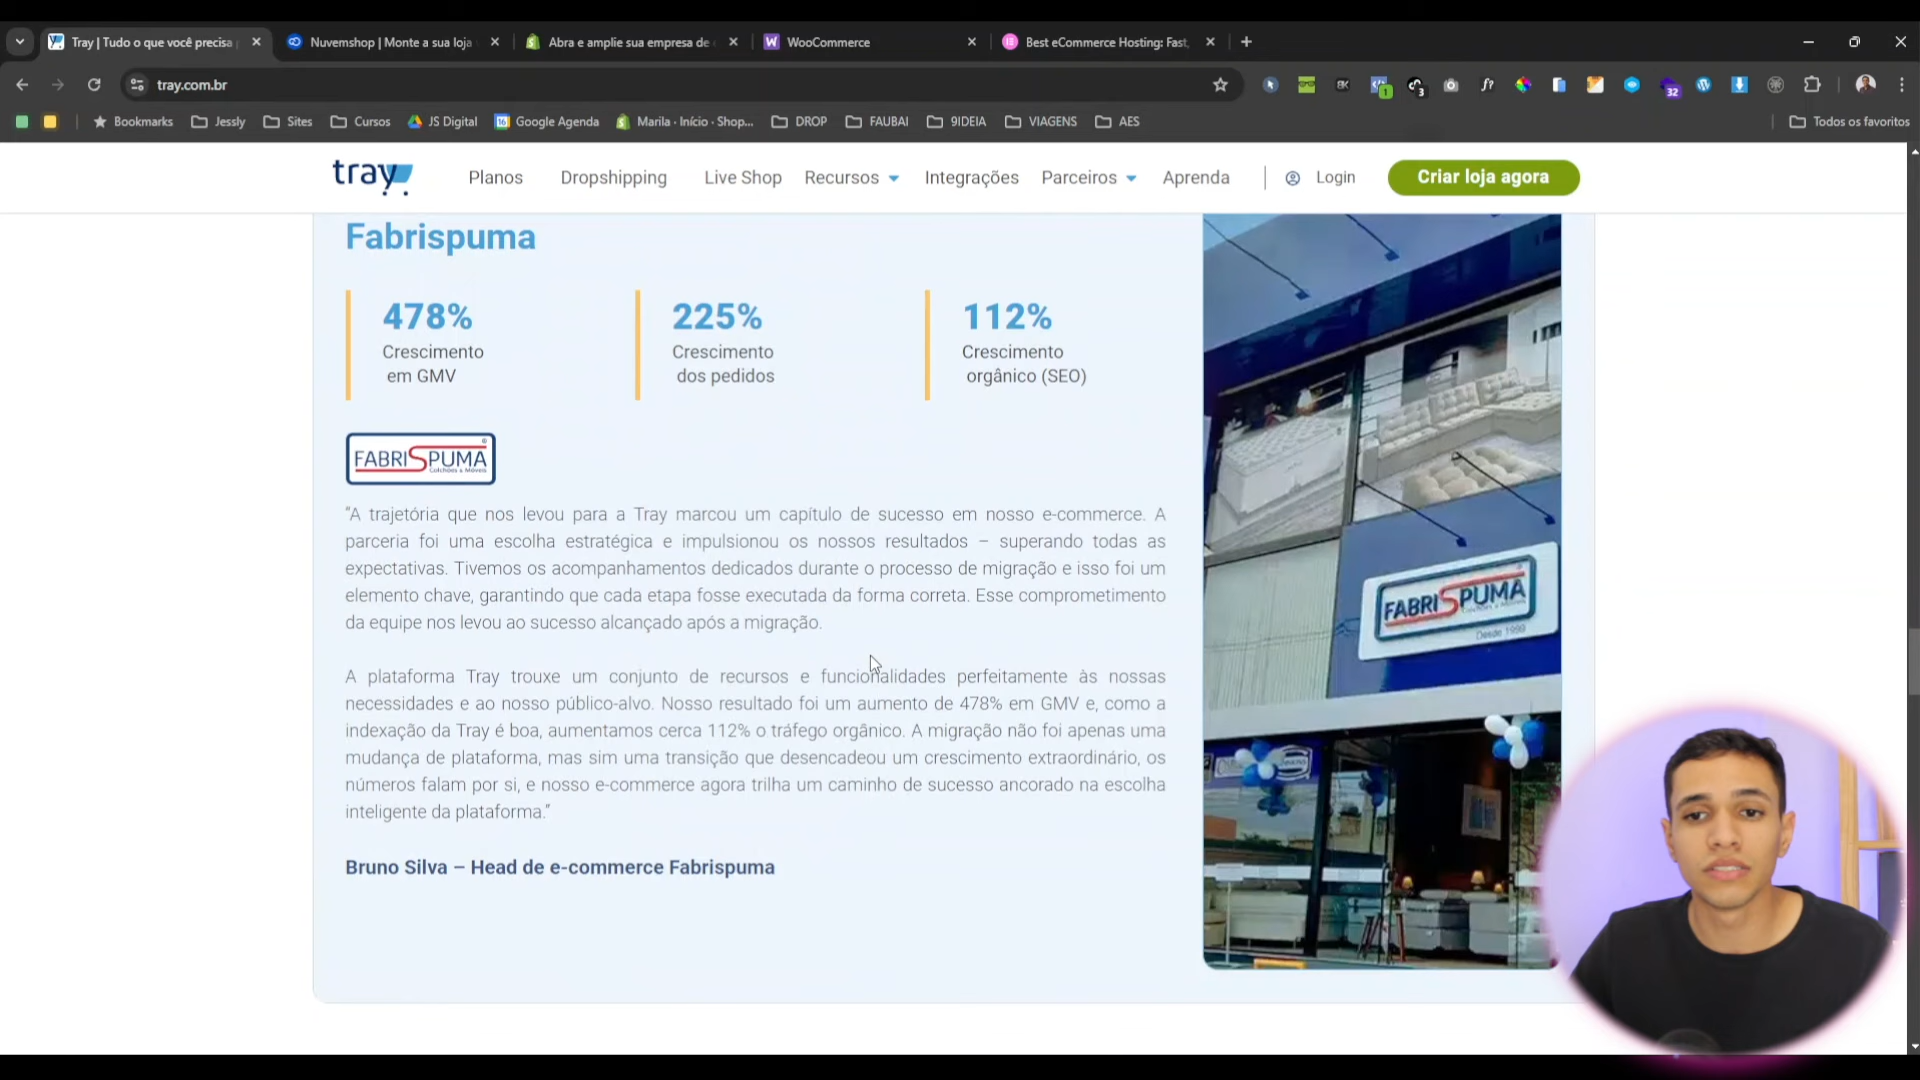 Tray | Tudo o que você precisa
Nuvemshop | Monte a sua loja
Abra e amplie sua empresa de
WooCommerce
Best eCommerce Hosting: Fast,
tray.com.br
1
3
f?
32
Bookmarks
Jessly
Sites
Cursos
JS Digital
Google Agenda
Marila · Início · Shop...
DROP
FAUBAI
9IDEIA
VIAGENS
AES
Todos os favoritos
tray
Planos
Dropshipping
Live Shop
Recursos
Integrações
Parceiros
Aprenda
Login
Criar loja agora
Fabrispuma
478%
Crescimento
em GMV
225%
Crescimento
dos pedidos
112%
Crescimento
orgânico (SEO)
FABRISPUMA
Colchões e Móveis
“A trajetória que nos levou para a Tray marcou um capítulo de sucesso em nosso e-commerce. A
parceria foi uma escolha estratégica e impulsionou os nossos resultados – superando todas as
expectativas. Tivemos os acompanhamentos dedicados durante o processo de migração e isso foi um
elemento chave, garantindo que cada etapa fosse executada da forma correta. Esse comprometimento
da equipe nos levou ao sucesso alcançado após a migração.
A plataforma Tray trouxe um conjunto de recursos e funcionalidades perfeitamente às nossas
necessidades e ao nosso público-alvo. Nosso resultado foi um aumento de 478% em GMV e, como a
indexação da Tray é boa, aumentamos cerca 112% o tráfego orgânico. A migração não foi apenas uma
mudança de plataforma, mas sim uma transição que desencadeou um crescimento extraordinário, os
números falam por si, e nosso e-commerce agora trilha um caminho de sucesso ancorado na escolha
inteligente da plataforma.”
Bruno Silva – Head de e-commerce Fabrispuma
FABRISPUMA
Desde 1999